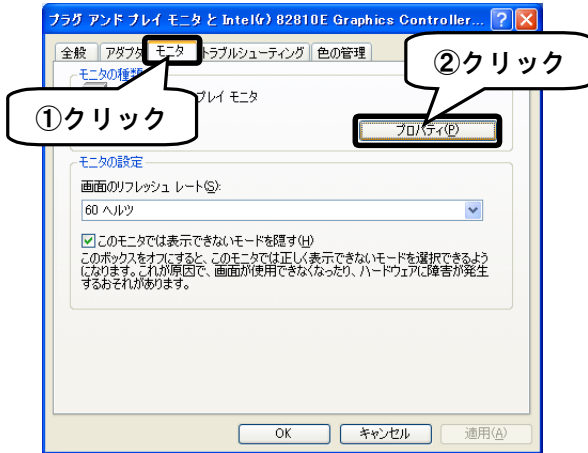 プラグ アンド プレイ モニタ と Intel(r) 82810E Graphics Controller...
全般 アダプタ モニタ トラブルシューティング 色の管理
②クリック
モニタの種類
プレイ モニタ
①クリック
プロパティ(P)
モニタの設定
画面のリフレッシュ レート(S):
60 ヘルツ
このモニタでは表示できないモードを隠す(H)
このボックスをオフにすると、このモニタでは正しく表示できないモードを選択できるよう
になります。これが原因で、画面が使用できなくなったり、ハードウェアに障害が発生
するおそれがあります。
OK キャンセル 適用(A)